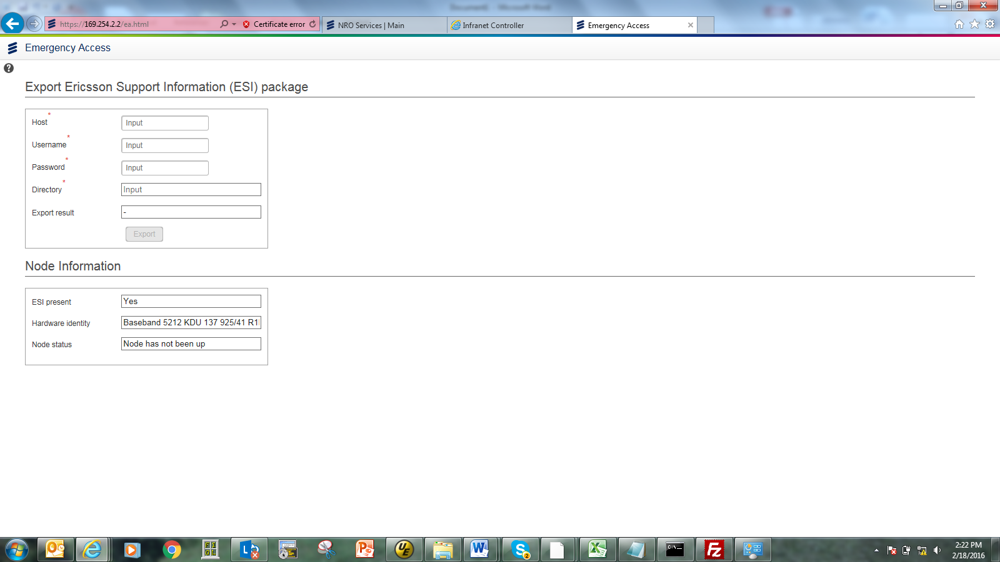 Document1 - Microsoft Word
https://169.254.2.2/ea.html
Certificate error
NRO Services | Main
Infranet Controller
Emergency Access
Emergency Access
Export Ericsson Support Information (ESI) package
Host *
Input
Username *
Input
Password *
Input
Directory *
Input
Export result
-
Export
Node Information
ESI present
Yes
Hardware identity
Baseband 5212 KDU 137 925/41 R1
Node status
Node has not been up
2:22 PM
2/18/2016